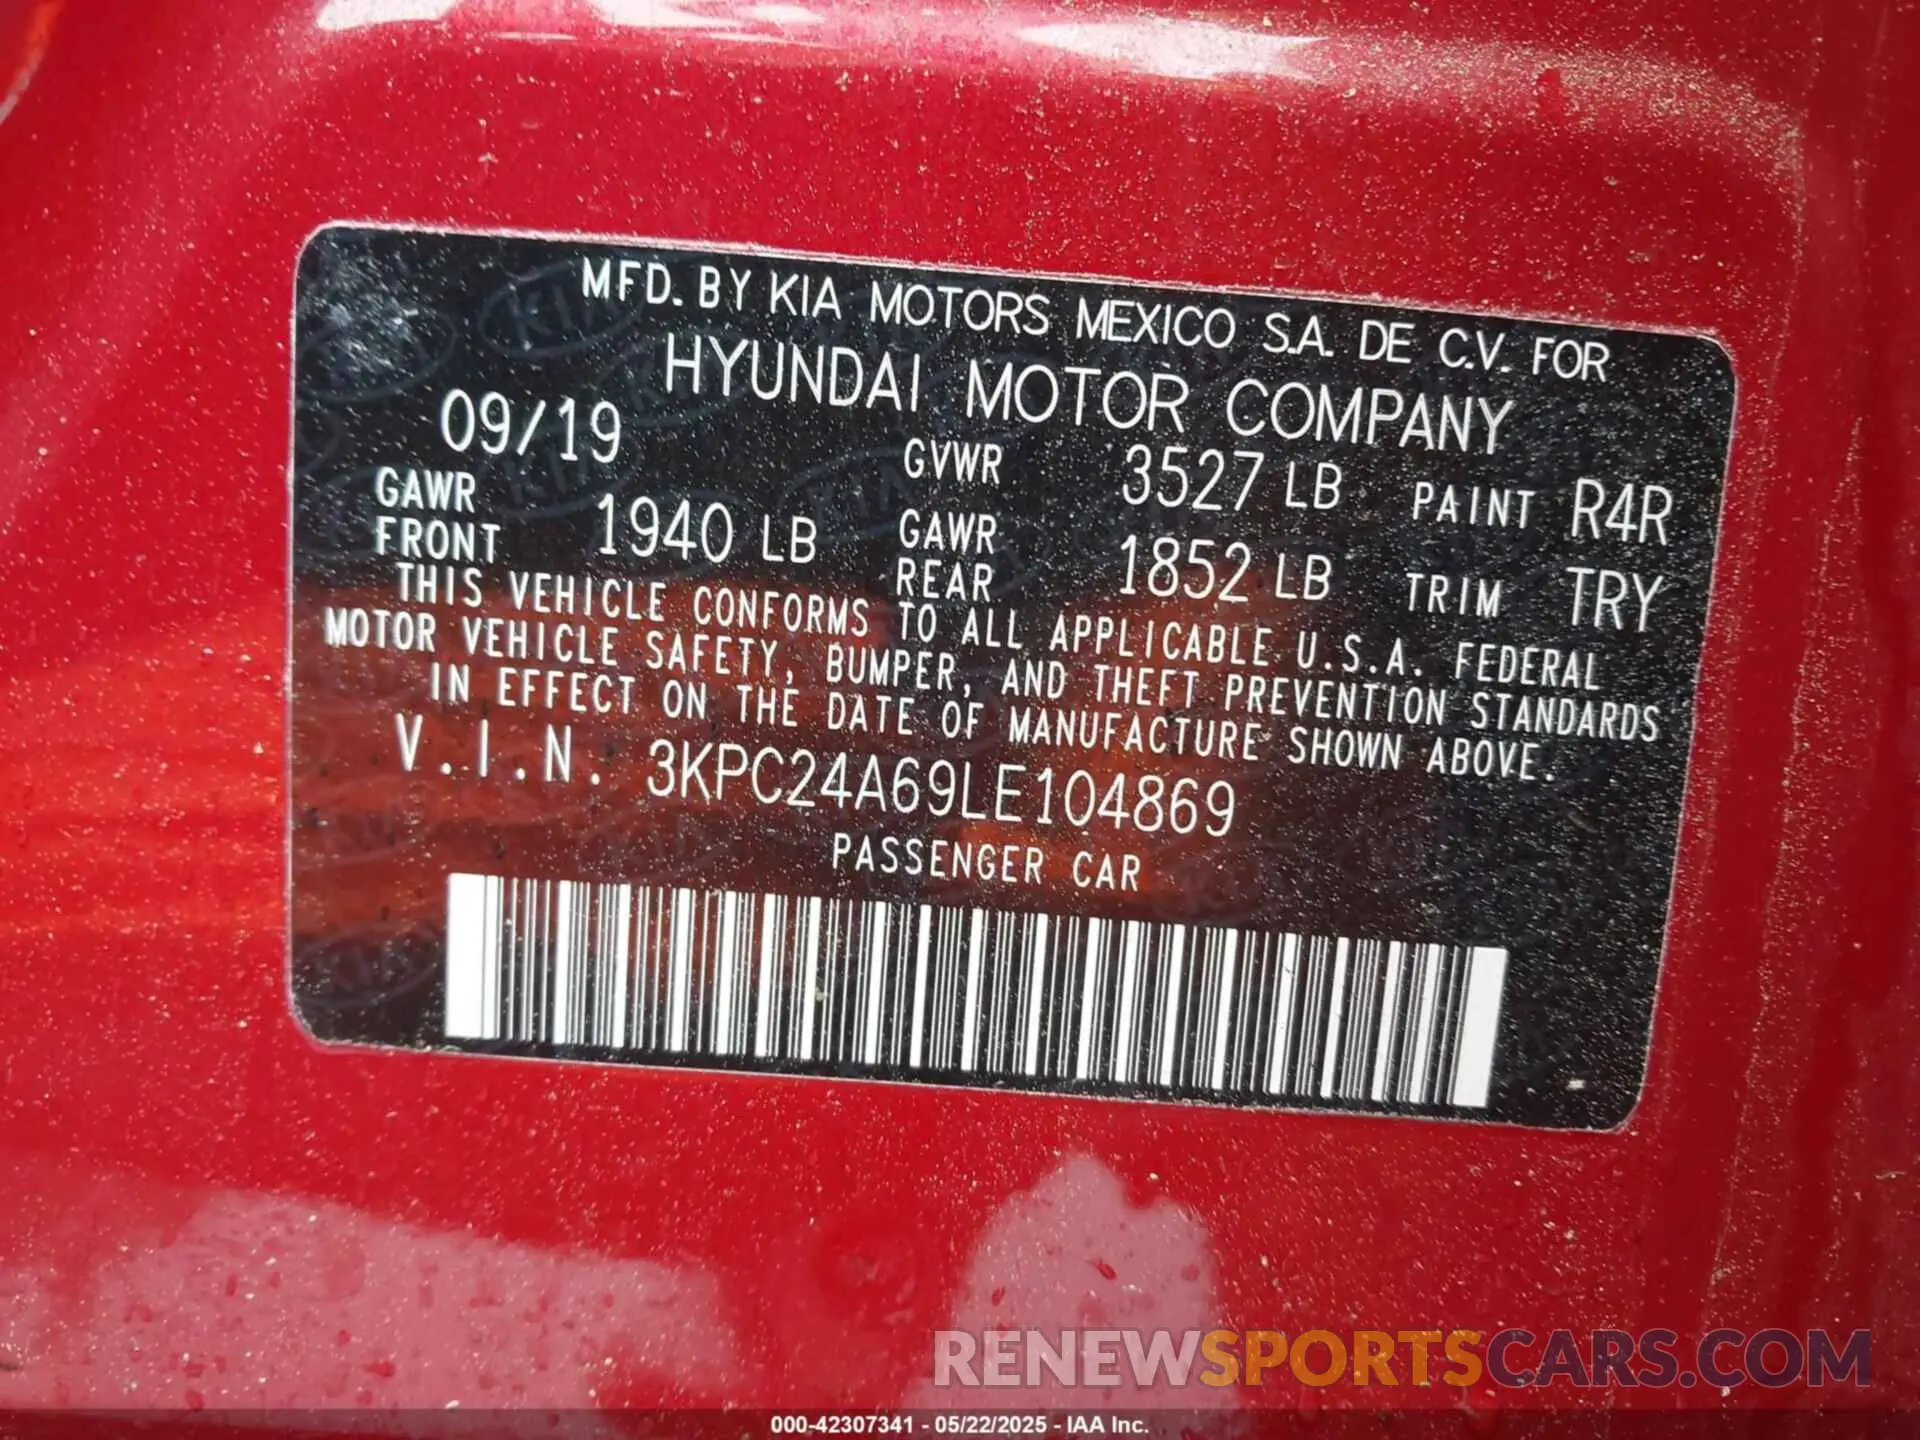 MFD. BY KIA MOTORS MEXICO S.A. DE C.V. FOR
HYUNDAI MOTOR COMPANY
09/19 GVWR 3527 LB PAINT R4R
GAWR FRONT 1940 LB GAWR REAR 1852 LB TRIM TRY
THIS VEHICLE CONFORMS TO ALL APPLICABLE U.S.A. FEDERAL
MOTOR VEHICLE SAFETY, BUMPER, AND THEFT PREVENTION STANDARDS
IN EFFECT ON THE DATE OF MANUFACTURE SHOWN ABOVE.
V.I.N. 3KPC24A69LE104869
PASSENGER CAR
RENEWSPORTSCARS.COM
000-42307341 - 05/22/2025 - IAA Inc.